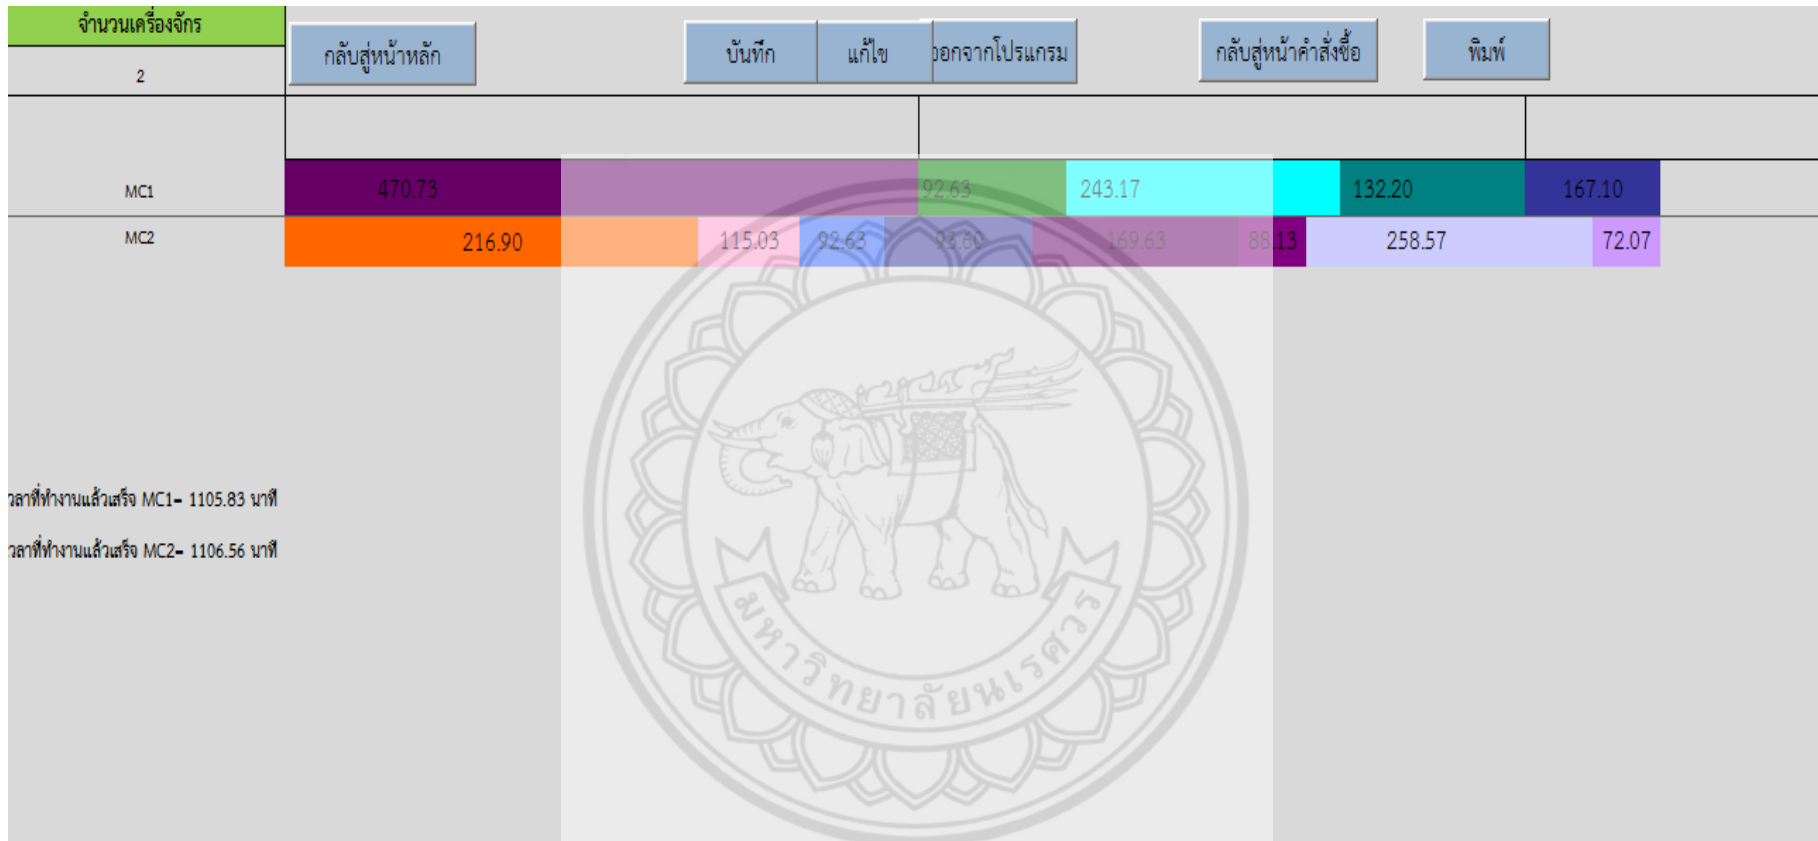 จำนวนเครื่องจักร
2
กลับสู่หน้าหลัก
บันทึก
แก้ไข
ออกจากโปรแกรม
กลับสู่หน้าคำสั่งซื้อ
พิมพ์
MC1 470.73 92.63 243.17 132.20 167.10
MC2 216.90 115.03 92.63 93.60 169.63 88.13 258.57 72.07
วลาที่ทำงานแล้วเสร็จ MC1= 1105.83 นาที
วลาที่ทำงานแล้วเสร็จ MC2= 1106.56 นาที
มหาวิทยาลัยนเรศวร